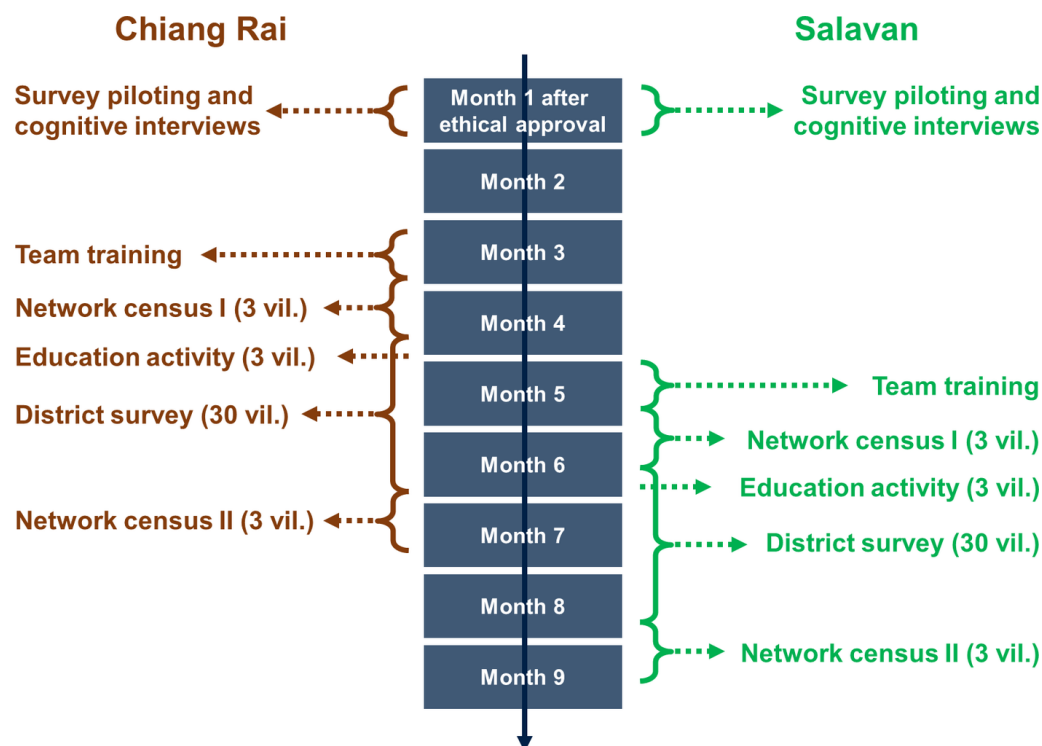 Chiang Rai
Salavan
Survey piloting and
cognitive interviews
Month 1 after
ethical approval
Survey piloting and
cognitive interviews
Month 2
Team training
Month 3
Network census I (3 vil.)
Month 4
Education activity (3 vil.)
District survey (30 vil.)
Month 5
Team training
Network census I (3 vil.)
Month 6
Education activity (3 vil.)
Network census II (3 vil.)
Month 7
District survey (30 vil.)
Month 8
Network census II (3 vil.)
Month 9